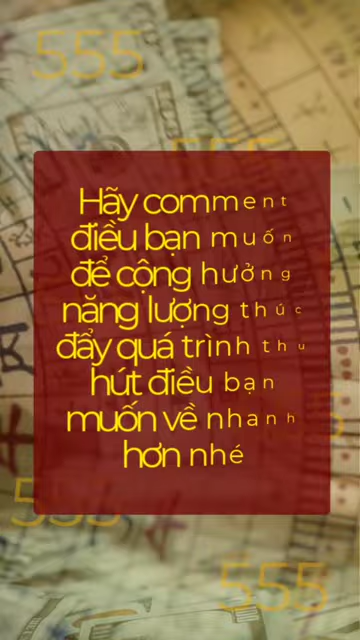 555
555
Hãy comment
điều bạn muốn
để cộng hưởng
năng lượng thúc
đẩy quá trình thu
hút điều bạn
muốn về nhanh
hơn nhé
555
555